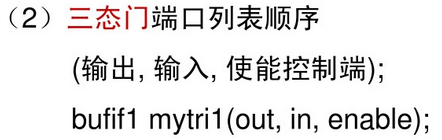 （2）三态门端口列表顺序
(输出, 输入, 使能控制端);
bufif1 mytri1(out, in, enable);